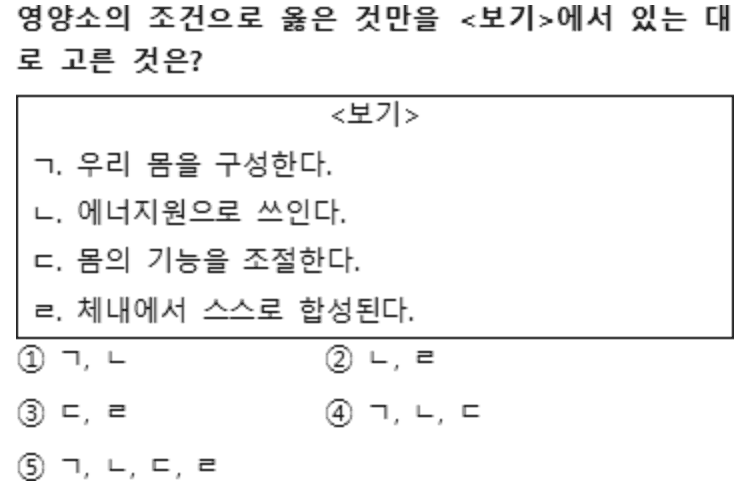 영양소의 조건으로 옳은 것만을 <보기>에서 있는 대
로 고른 것은?
<보기>
ㄱ. 우리 몸을 구성한다.
ㄴ. 에너지원으로 쓰인다.
ㄷ. 몸의 기능을 조절한다.
ㄹ. 체내에서 스스로 합성된다.
① ㄱ, ㄴ ② ㄴ, ㄹ
③ ㄷ, ㄹ ④ ㄱ, ㄴ, ㄷ
⑤ ㄱ, ㄴ, ㄷ, ㄹ